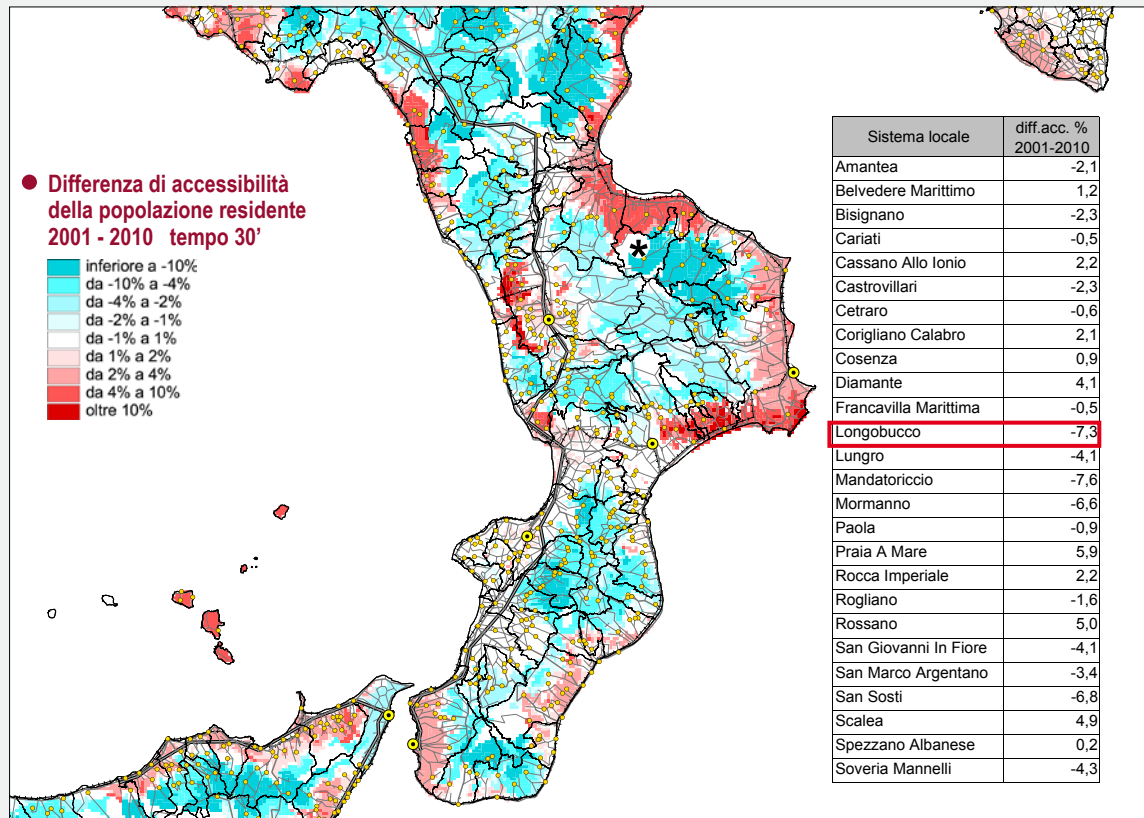 Differenza di accessibilità
della popolazione residente
2001 - 2010 tempo 30’
inferiore a -10%
da -10% a -4%
da -4% a -2%
da -2% a -1%
da -1% a 1%
da 1% a 2%
da 2% a 4%
da 4% a 10%
oltre 10%
*
Sistema locale diff.acc. %
2001-2010
Amantea -2,1
Belvedere Marittimo 1,2
Bisignano -2,3
Cariati -0,5
Cassano Allo Ionio 2,2
Castrovillari -2,3
Cetraro -0,6
Corigliano Calabro 2,1
Cosenza 0,9
Diamante 4,1
Francavilla Marittima -0,5
Longobucco -7,3
Lungro -4,1
Mandatoriccio -7,6
Mormanno -6,6
Paola -0,9
Praia A Mare 5,9
Rocca Imperiale 2,2
Rogliano -1,6
Rossano 5,0
San Giovanni In Fiore -4,1
San Marco Argentano -3,4
San Sosti -6,8
Scalea 4,9
Spezzano Albanese 0,2
Soveria Mannelli -4,3